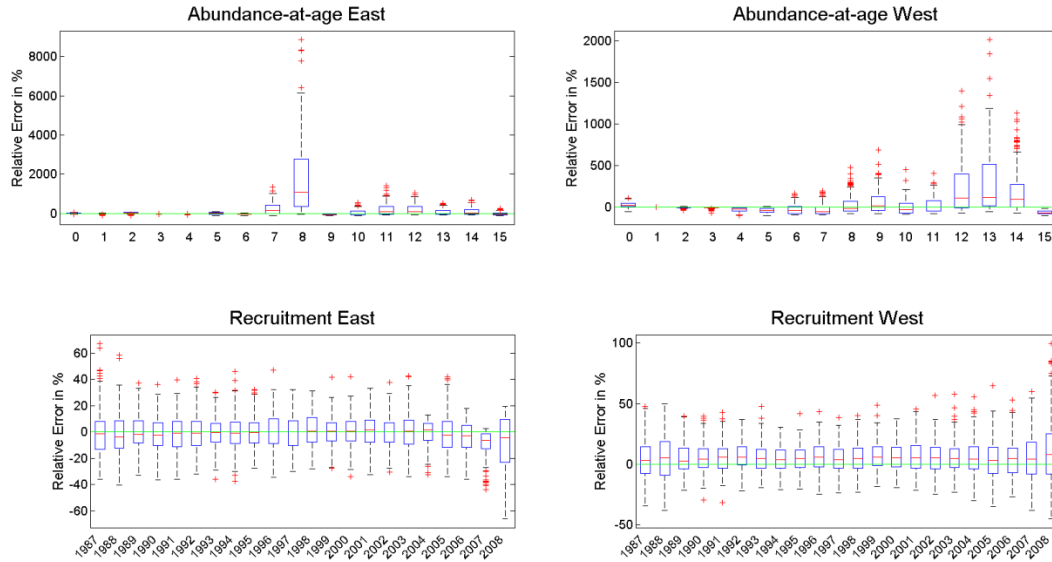 Abundance-at-age East
Relative Error in %
8000
6000
4000
2000
0
0 1 2 3 4 5 6 7 8 9 10 11 12 13 14 15
Abundance-at-age West
Relative Error in %
2000
1500
1000
500
0
0 1 2 3 4 5 6 7 8 9 10 11 12 13 14 15
Recruitment East
Relative Error in %
60
40
20
0
-20
-40
-60
1987 1988 1989 1990 1991 1992 1993 1994 1995 1996 1997 1998 1999 2000 2001 2002 2003 2004 2005 2006 2007 2008
Recruitment West
Relative Error in %
100
50
0
-50
1987 1988 1989 1990 1991 1992 1993 1994 1995 1996 1997 1998 1999 2000 2001 2002 2003 2004 2005 2006 2007 2008